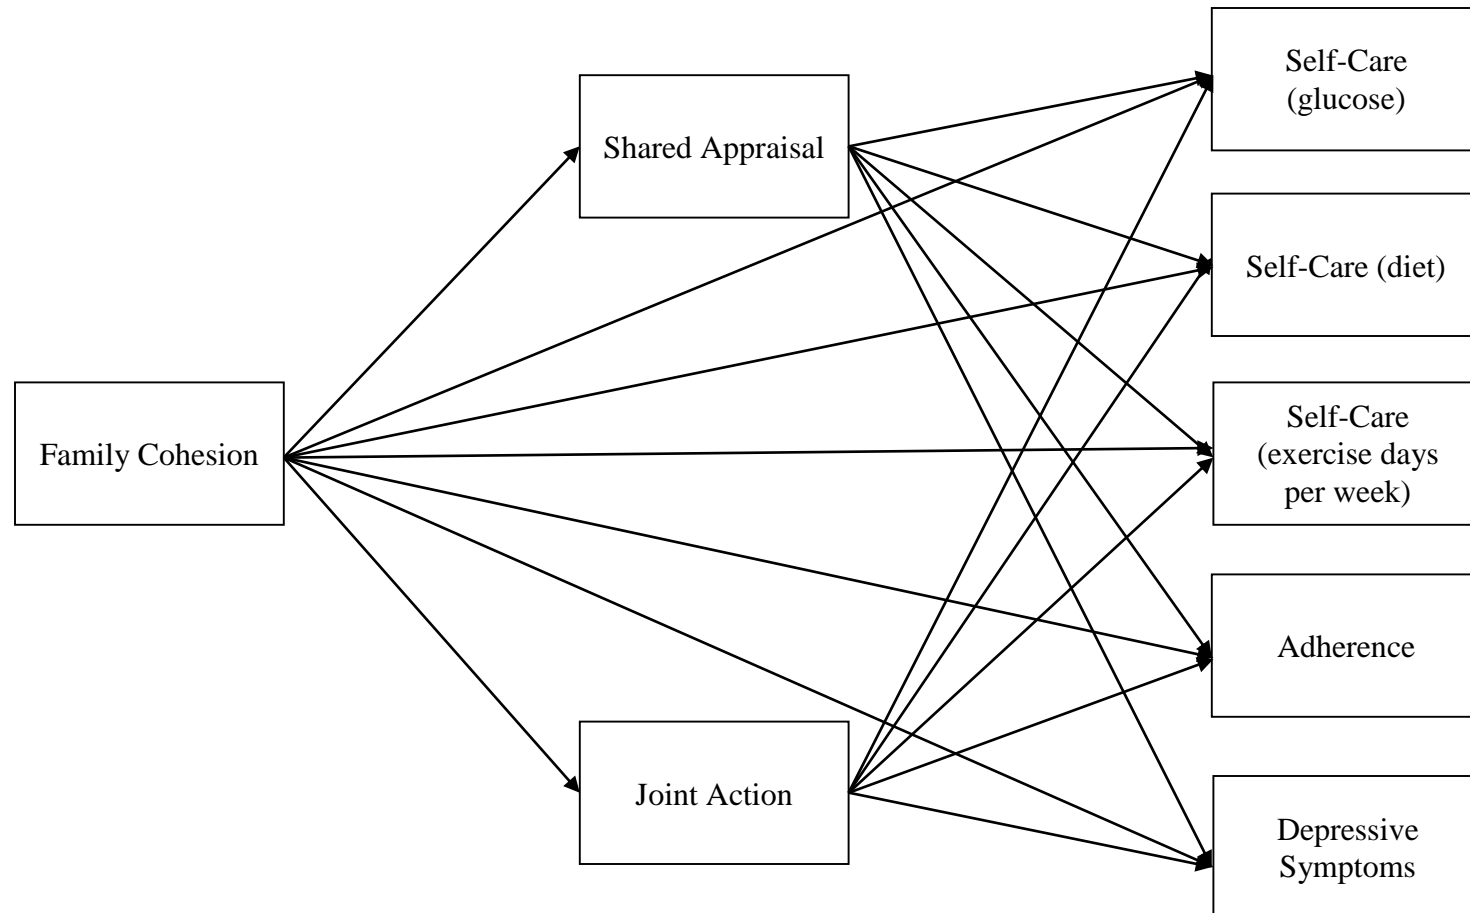 Family Cohesion
Shared Appraisal
Joint Action
Self-Care
(glucose)
Self-Care (diet)
Self-Care
(exercise days
per week)
Adherence
Depressive
Symptoms